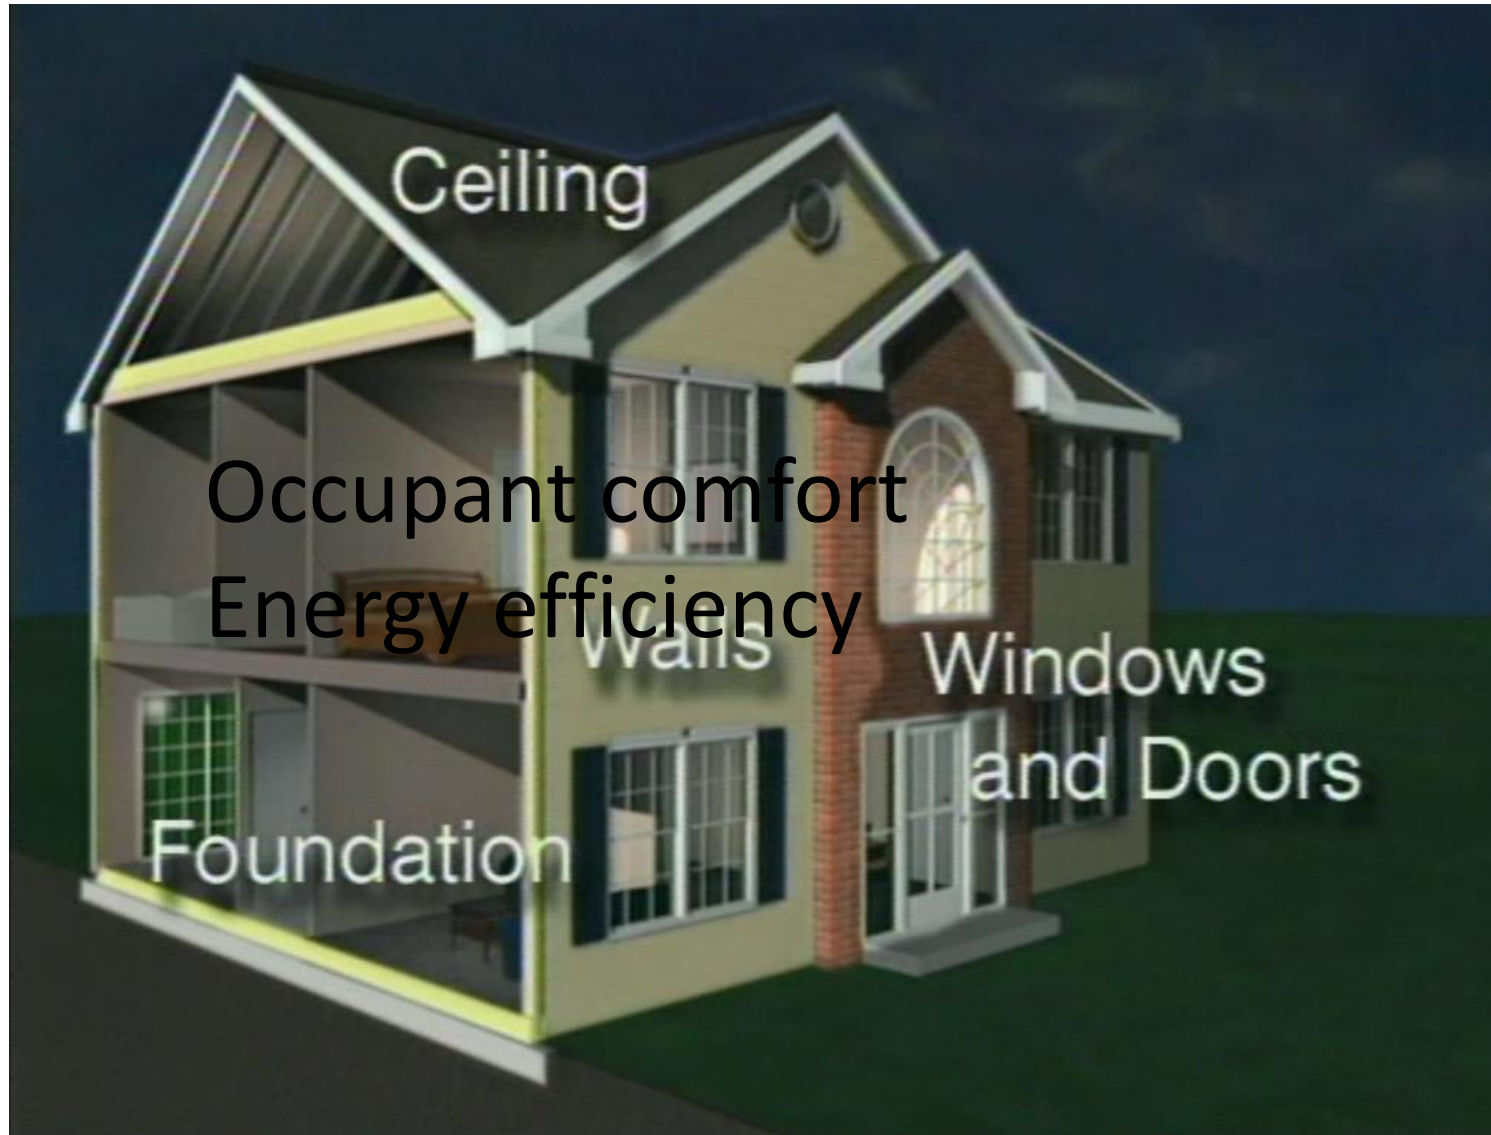 Ceiling
Occupant comfort
Energy efficiency
Walls
Windows
and Doors
Foundation